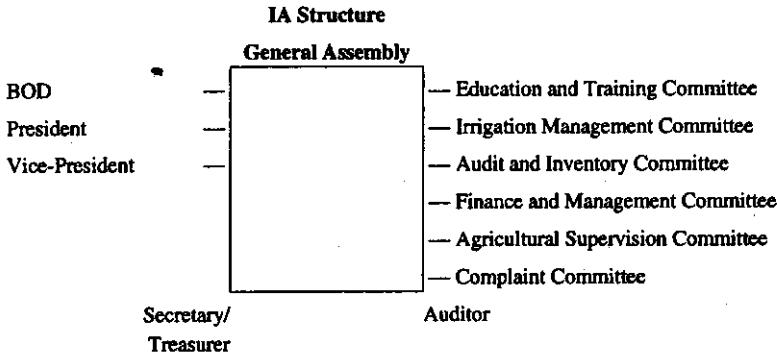 IA Structure
General Assembly
BOD
President
Vice-President
— Education and Training Committee
— Irrigation Management Committee
— Audit and Inventory Committee
— Finance and Management Committee
— Agricultural Supervision Committee
— Complaint Committee
Secretary/
Treasurer
Auditor